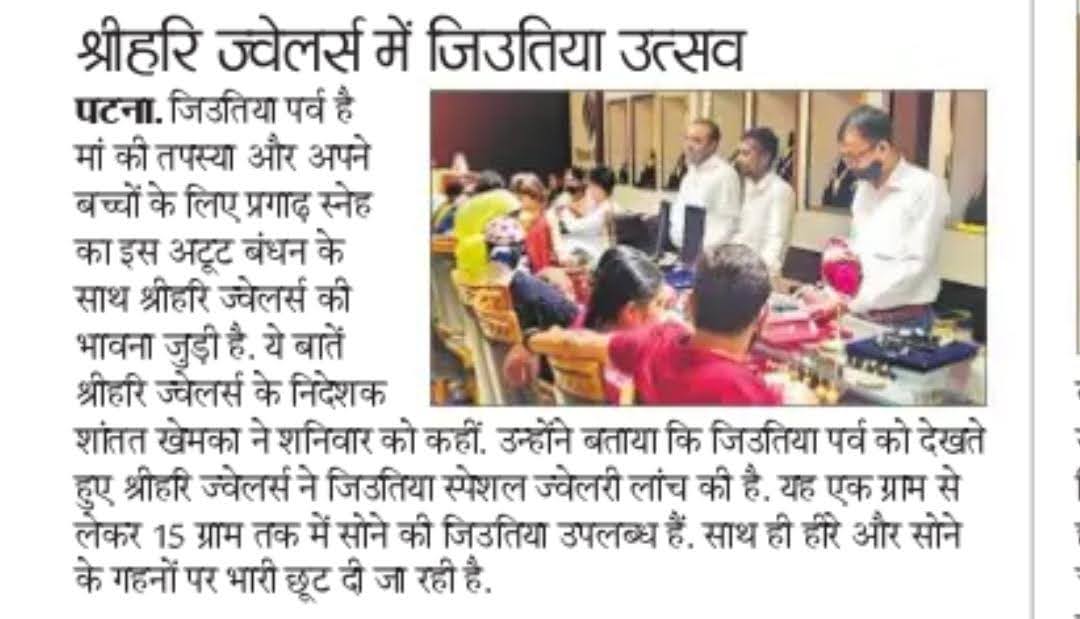 श्रीहरि ज्वेलर्स में जिउतिया उत्सव
पटना. जिउतिया पर्व है
मां की तपस्या और अपने
बच्चों के लिए प्रगाढ़ स्नेह
का इस अटूट बंधन के
साथ श्रीहरि ज्वेलर्स की
भावना जुड़ी है. ये बातें
श्रीहरि ज्वेलर्स के निदेशक
शांतत खेमका ने शनिवार को कहीं. उन्होंने बताया कि जिउतिया पर्व को देखते
हुए श्रीहरि ज्वेलर्स ने जिउतिया स्पेशल ज्वेलरी लांच की है. यह एक ग्राम से
लेकर 15 ग्राम तक में सोने की जिउतिया उपलब्ध हैं. साथ ही हीरे और सोने
के गहनों पर भारी छूट दी जा रही है.